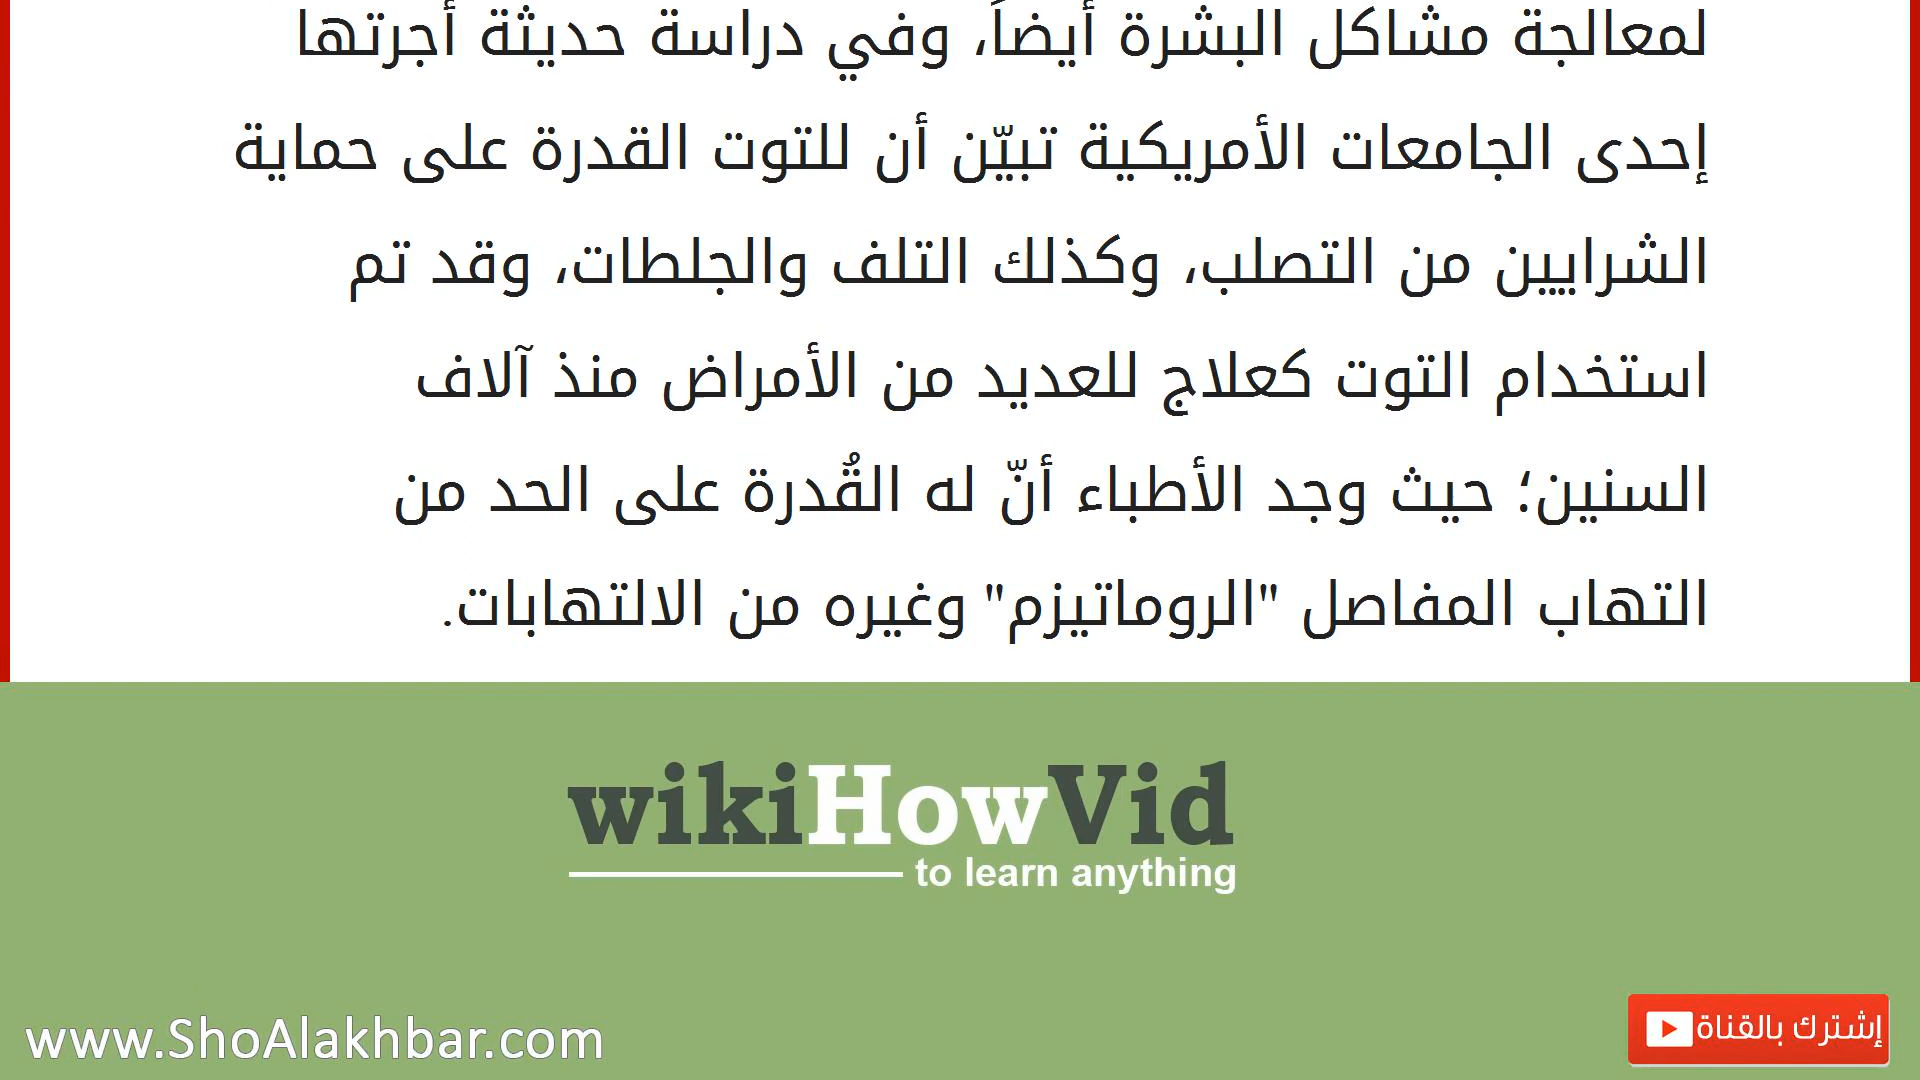 لمعالجة مشاكل البشرة أيضاً، وفي دراسة حديثة أجرتها
إحدى الجامعات الأمريكية تبيّن أن للتوت القدرة على حماية
الشرايين من التصلب، وكذلك التلف والجلطات، وقد تم
استخدام التوت كعلاج للعديد من الأمراض منذ آلاف
السنين؛ حيث وجد الأطباء أنّ له القُدرة على الحد من
التهاب المفاصل "الروماتيزم" وغيره من الالتهابات.
wikiHowVid
to learn anything
www.ShoAlakhbar.com
إشترك بالقناة